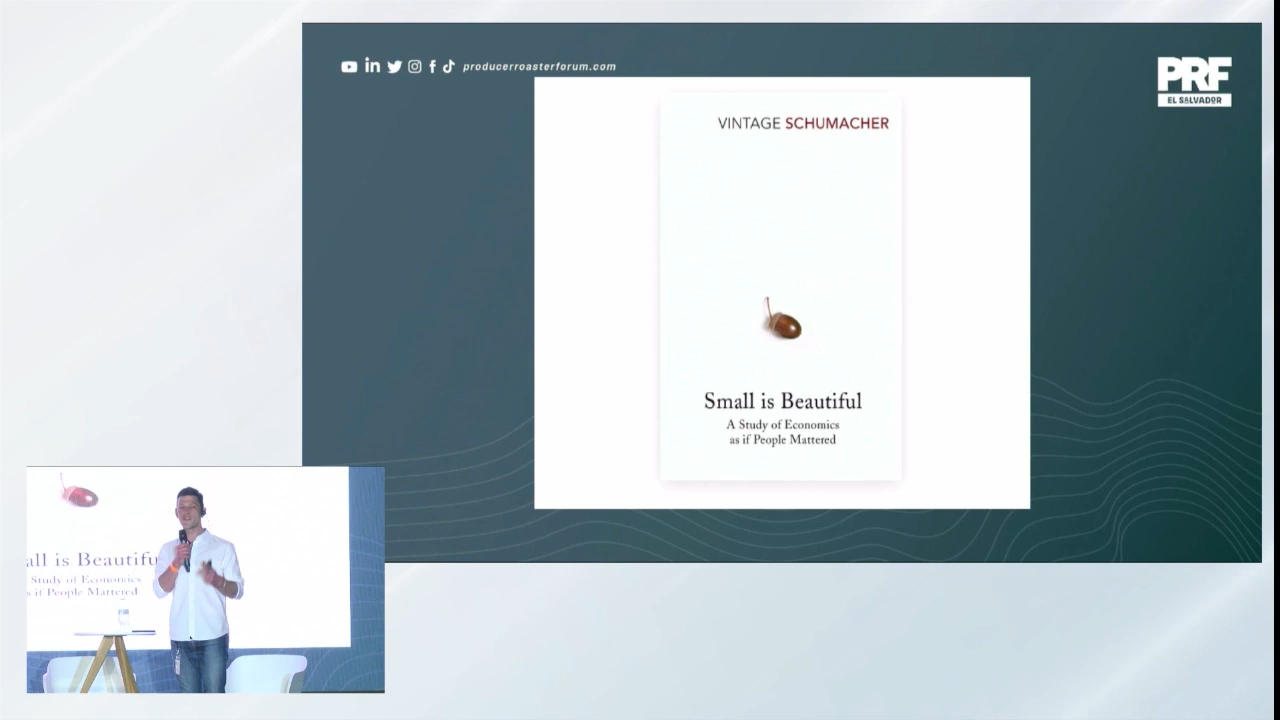 producerroasterforum.com
PRF
EL SALVADOR
VINTAGE SCHUMACHER
Small is Beautiful
A Study of Economics
as if People Mattered
all is Beautifu
Study of Economics
s if People Mattered